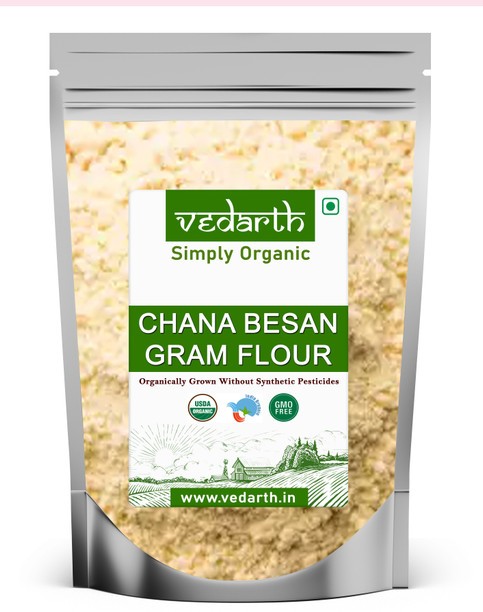 vedarth
Simply Organic
CHANA BESAN
GRAM FLOUR
Organically Grown Without Synthetic Pesticides
USDA
ORGANIC
GMO
FREE
www.vedarth.in